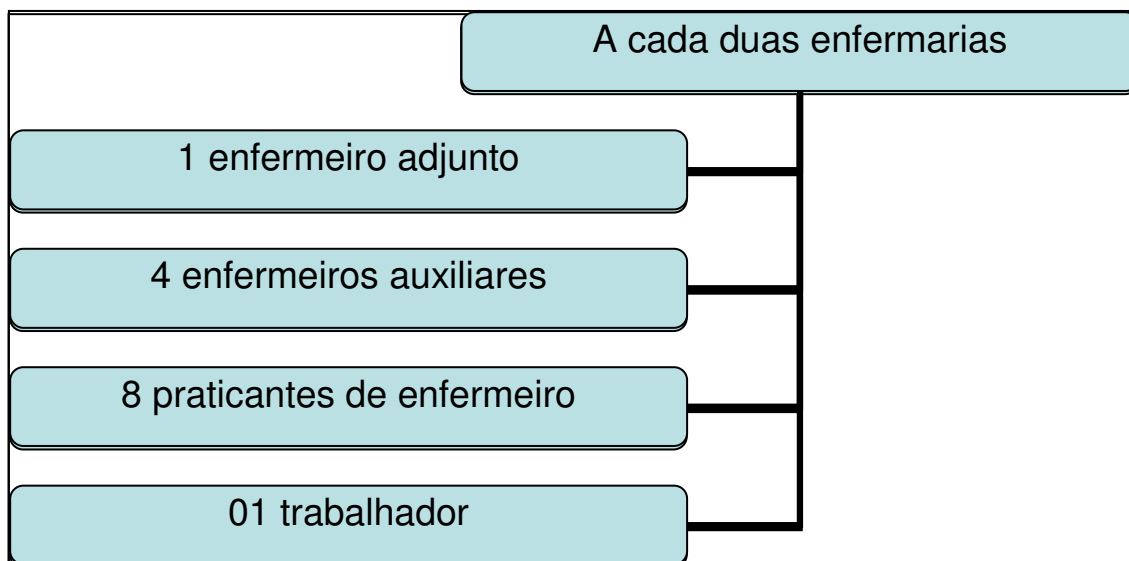 A cada duas enfermarias
1 enfermeiro adjunto
4 enfermeiros auxiliares
8 praticantes de enfermeiro
01 trabalhador